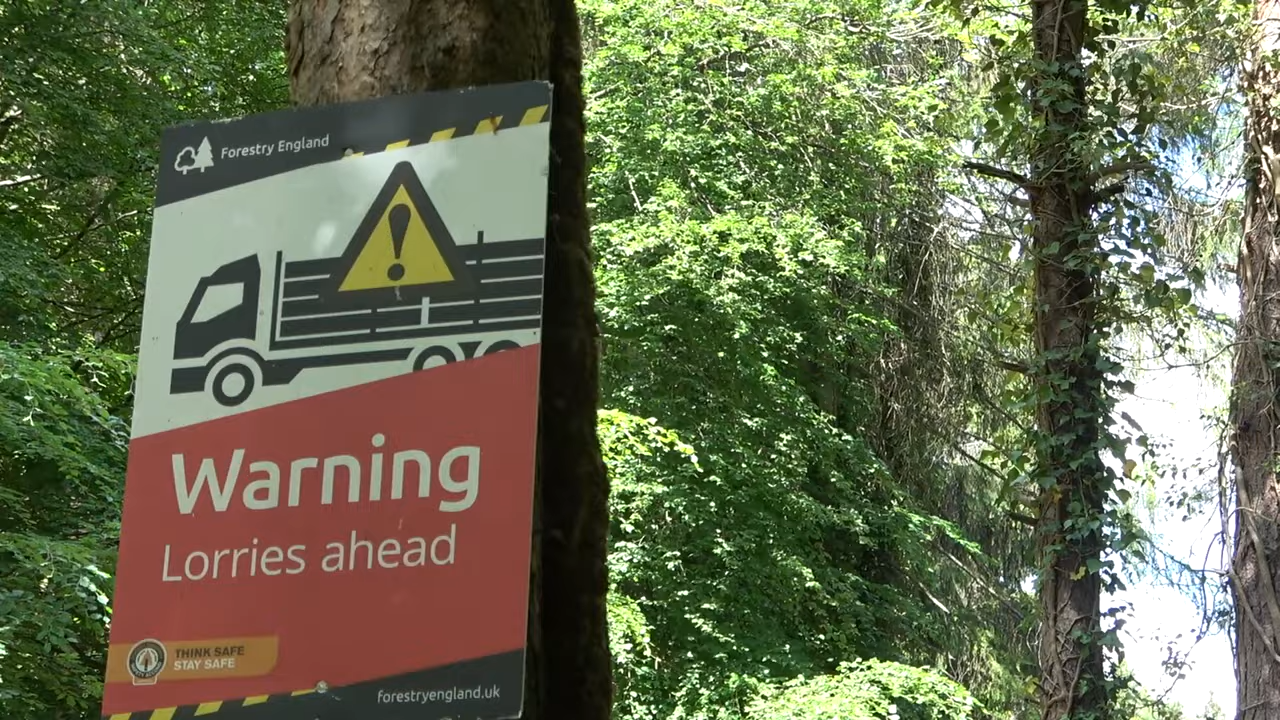 Forestry England
Warning
Lorries ahead
THINK SAFE
STAY SAFE
forestryengland.uk